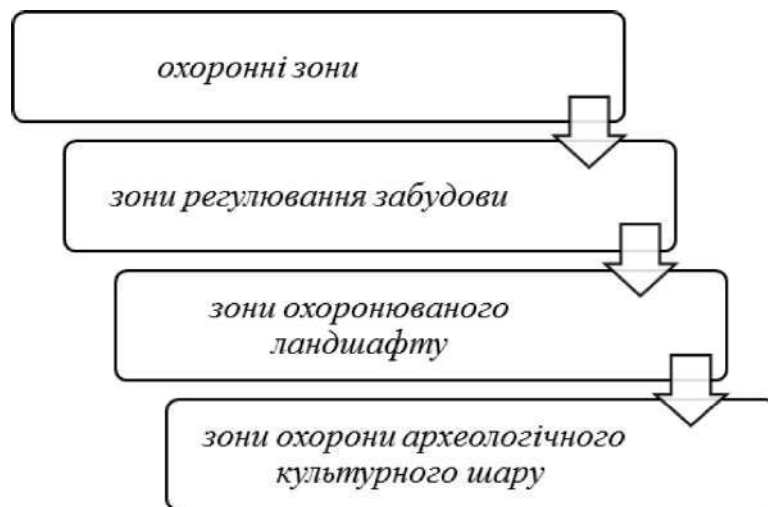 охоронні зони
зони регулювання забудови
зони охоронюваного
ландшафту
зони охорони археологічного
культурного шару